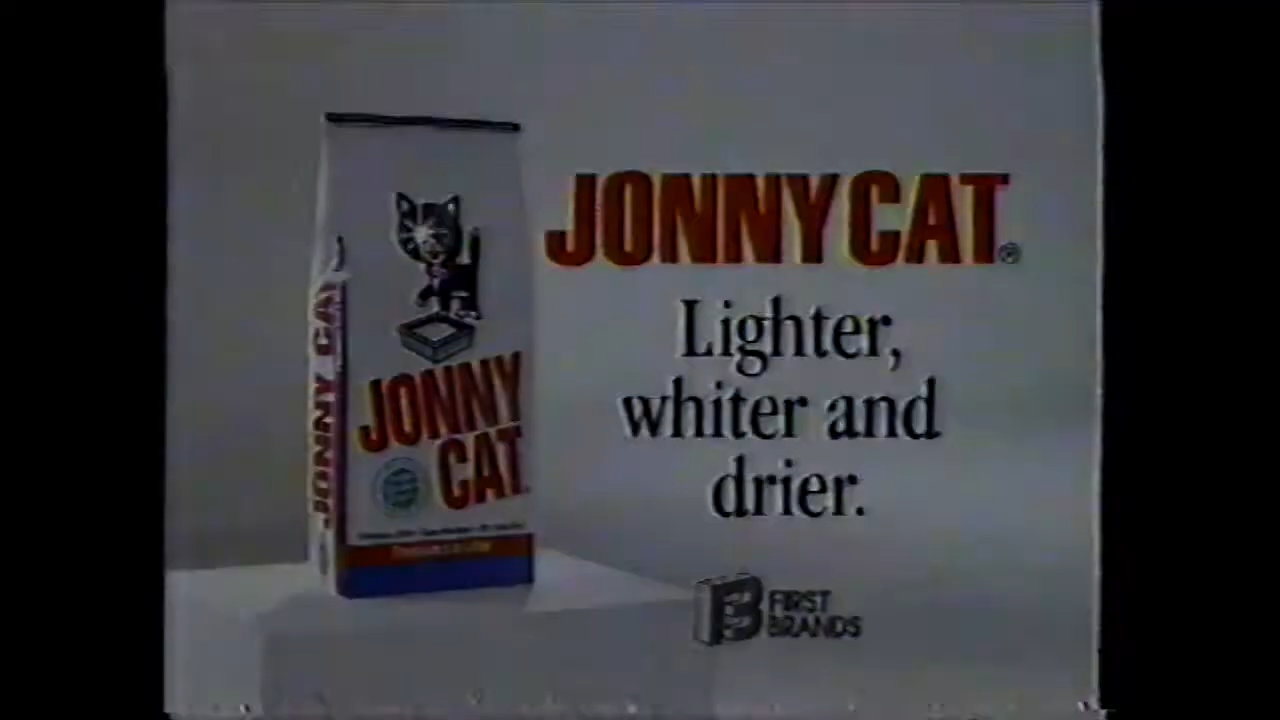 JONNY CAT
JONNY
CAT
JONNY CAT®
Lighter,
whiter and
drier.
FIRST
BRANDS